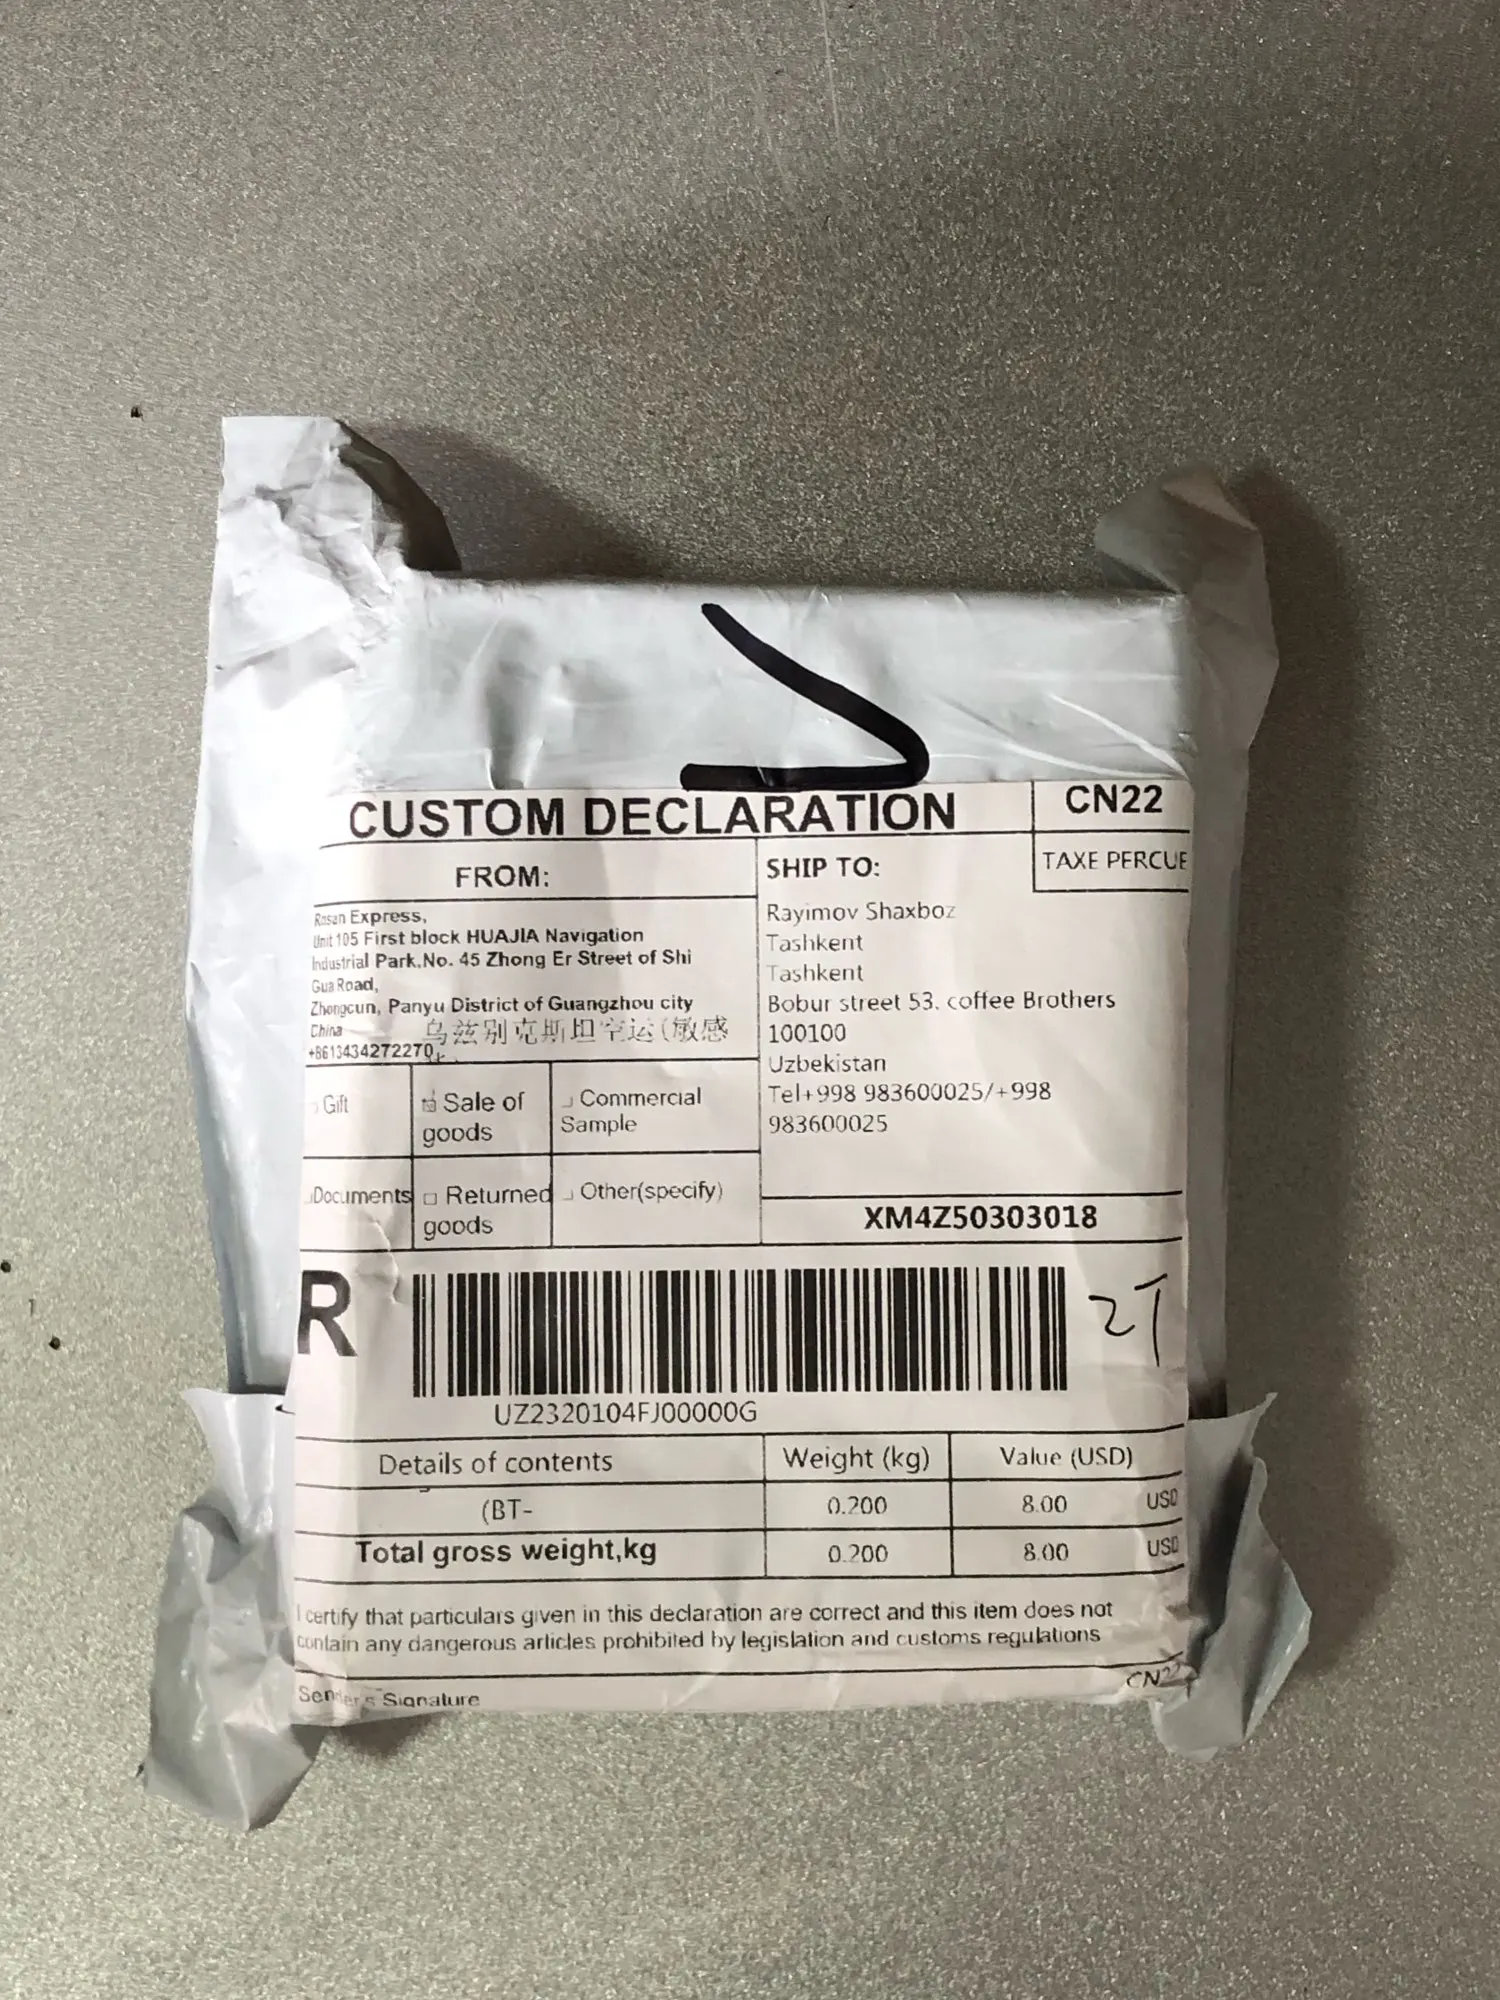 CUSTOM DECLARATION
CN22
TAXE PERCUE
FROM:
Rosan Express,
Unit 105 First block HUAJIA Navigation
Industrial Park,No. 45 Zhong Er Street of Shi
Gua Road,
Zhongcun, Panyu District of Guangzhou city
China
乌兹别克斯坦空运(敏感
+8613434272270
SHIP TO:
Rayimov Shaxboz
Tashkent
Tashkent
Bobur street 53. coffee Brothers
100100
Uzbekistan
Tel+998 983600025/+998
983600025
Gift
Sale of
goods
Commercial
Sample
Documents
Returned
goods
Other(specify)
XM4Z50303018
R
2T
UZ2320104FJ00000G
Details of contents Weight (kg) Value (USD)
(BT- 0.200 8.00 USD
Total gross weight,kg 0.200 8.00 USD
I certify that particulars given in this declaration are correct and this item does not
contain any dangerous articles prohibited by legislation and customs regulations
Sender's Signature
CN22